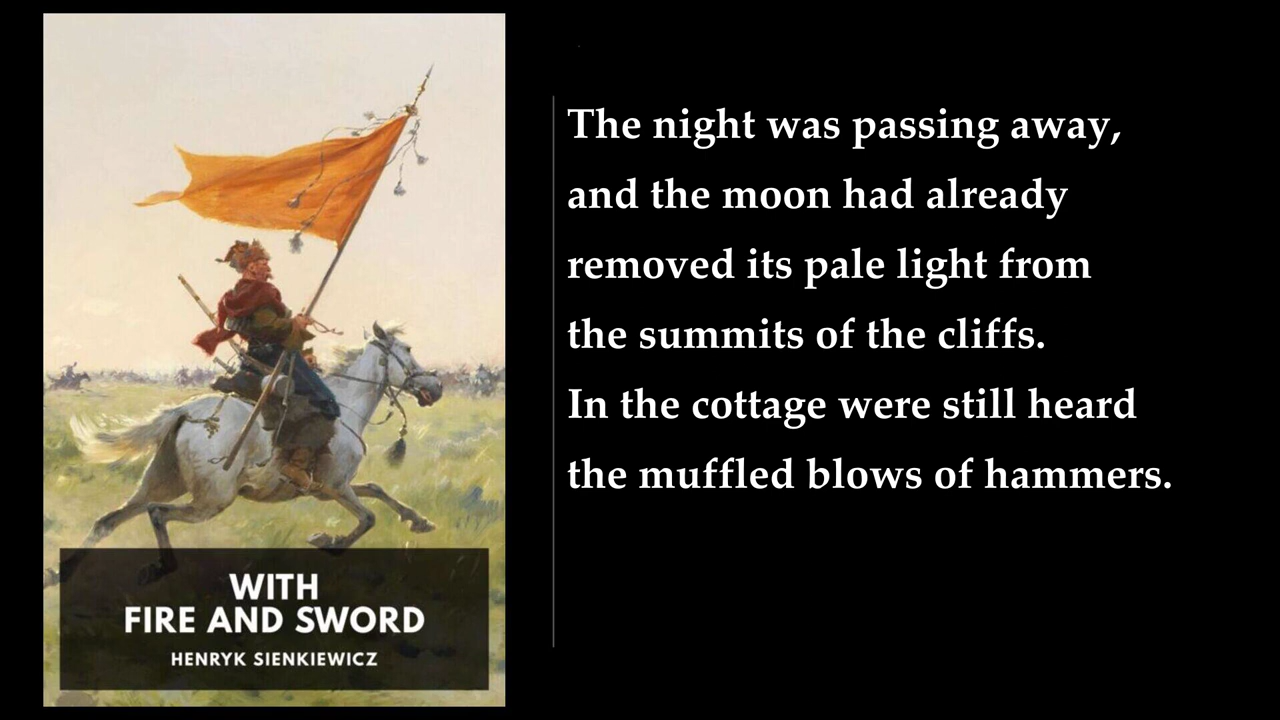 WITH
FIRE AND SWORD
HENRYK SIENKIEWICZ
The night was passing away,
and the moon had already
removed its pale light from
the summits of the cliffs.
In the cottage were still heard
the muffled blows of hammers.